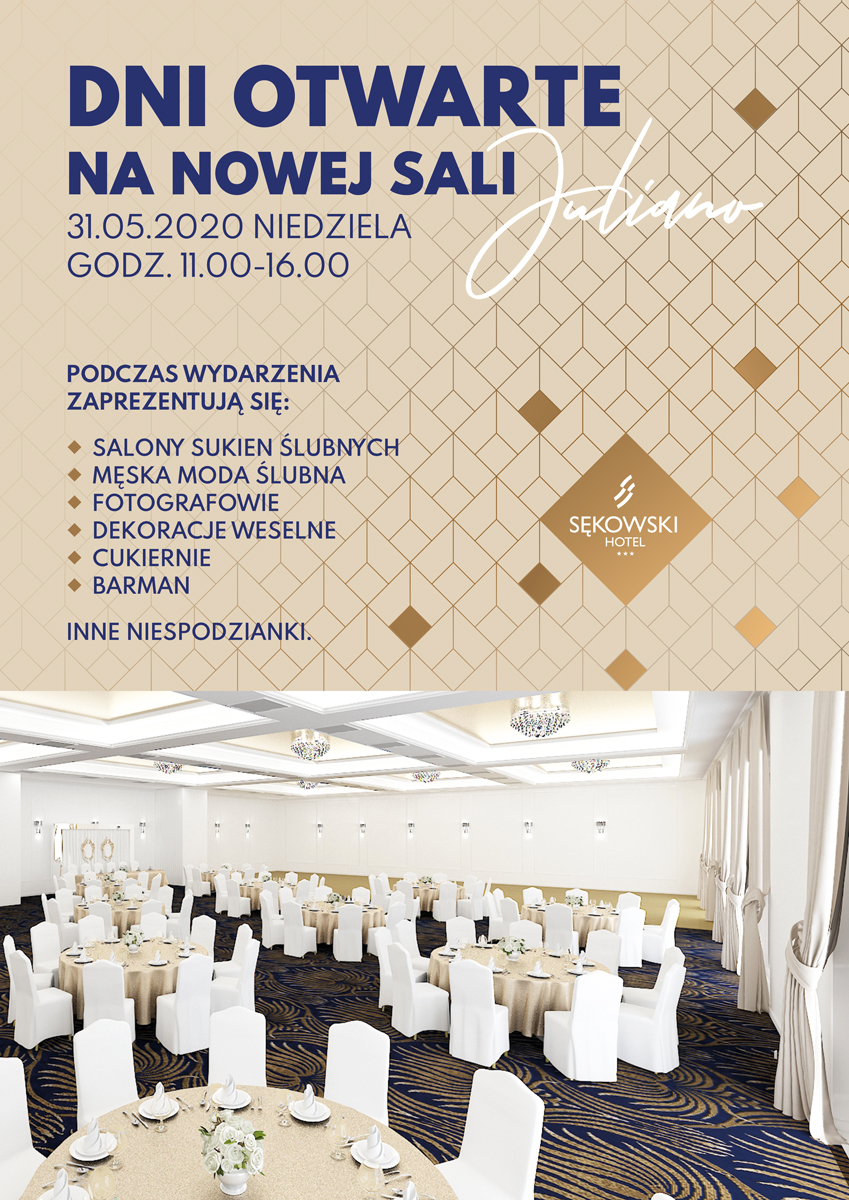 DNI OTWARTE
NA NOWEJ SALI
Juliano
31.05.2020 NIEDZIELA
GODZ. 11.00-16.00
PODCZAS WYDARZENIA
ZAPREZENTUJĄ SIĘ:
SALONY SUKIEN ŚLUBNYCH
MĘSKA MODA ŚLUBNA
FOTOGRAFOWIE
DEKORACJE WESELNE
CUKIERNIE
BARMAN
INNE NIESPODZIANKI.
SĘKOWSKI
HOTEL